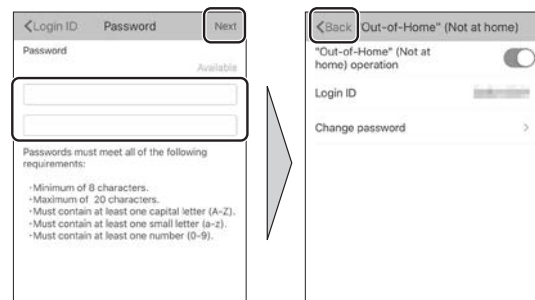 <Login ID
Password
Next
Password
Available
Passwords must meet all of the following
requirements:
・Minimum of 8 characters.
・Maximum of 20 characters.
・Must contain at least one capital letter (A-Z).
・Must contain at least one small letter (a-z).
・Must contain at least one number (0-9).
<Back
"Out-of-Home" (Not at home)
"Out-of-Home" (Not at
home) operation
Login ID
Change password >